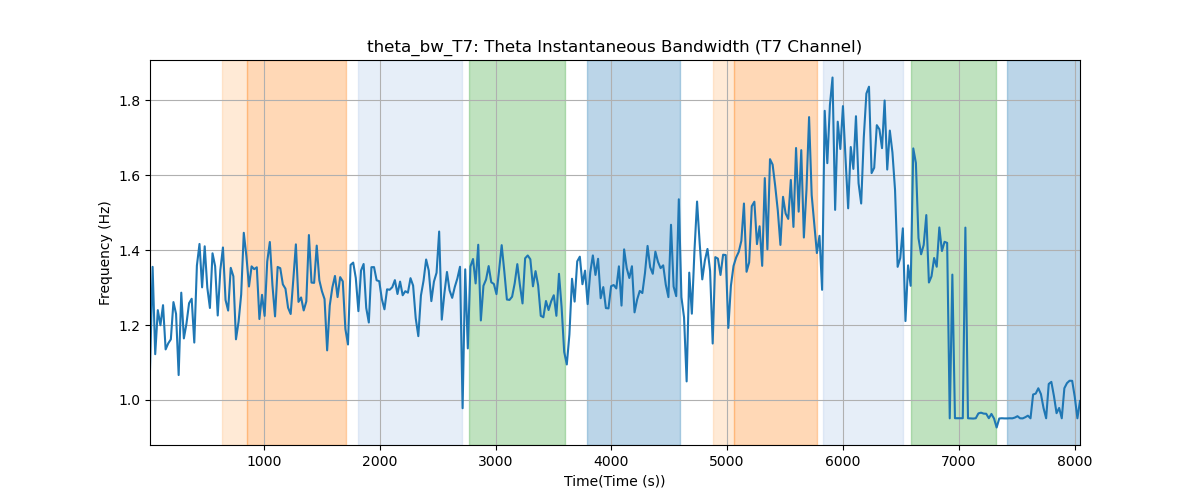 theta_bw_T7: Theta Instantaneous Bandwidth (T7 Channel)
Frequency (Hz)
1.8
1.6
1.4
1.2
1.0
1000 2000 3000 4000 5000 6000 7000 8000
Time(Time (s))